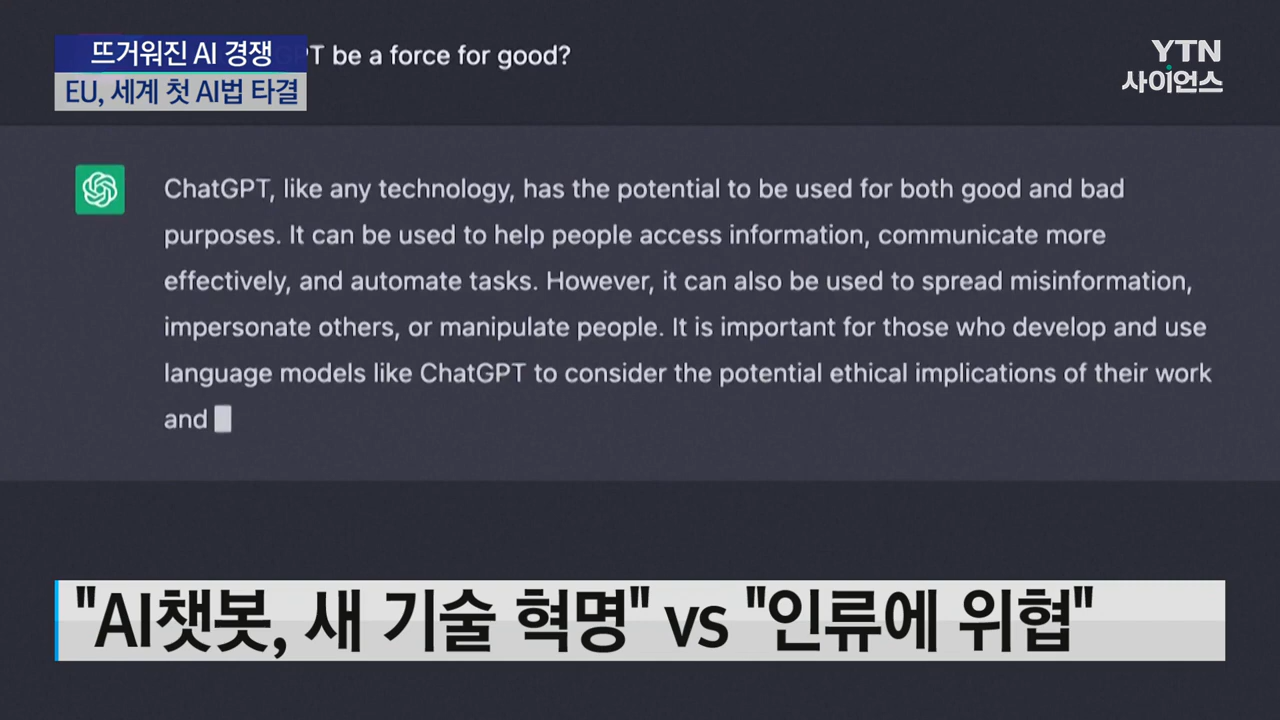 뜨거워진 AI 경쟁
PT be a force for good?
EU, 세계 첫 AI법 타결
YTN
사이언스
ChatGPT, like any technology, has the potential to be used for both good and bad
purposes. It can be used to help people access information, communicate more
effectively, and automate tasks. However, it can also be used to spread misinformation,
impersonate others, or manipulate people. It is important for those who develop and use
language models like ChatGPT to consider the potential ethical implications of their work
and
"AI챗봇, 새 기술 혁명" vs "인류에 위협"